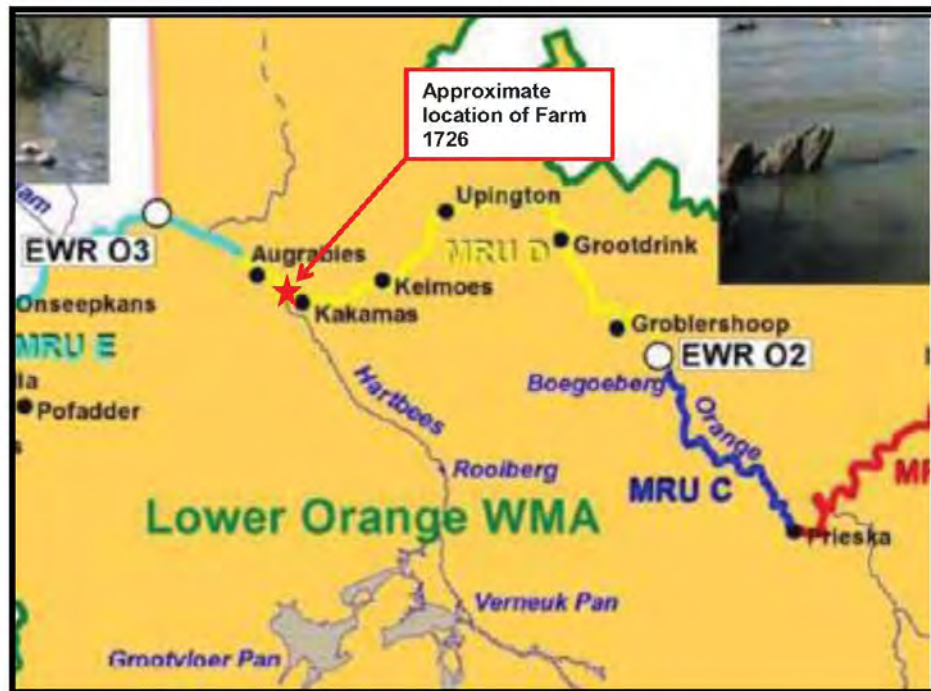 Approximate
location of Farm
1726
Upington
EWR O3
Augrabies
MRU D
Grootdrink
Keimoes
Onseepkans
Kakamas
Groblershoop
MRU E
EWR O2
Hartbees
Boegoeberg
Pofadder
Orange
Rooiberg
MRU C
Lower Orange WMA
Prieska
Verneuk Pan
Grootvloer Pan